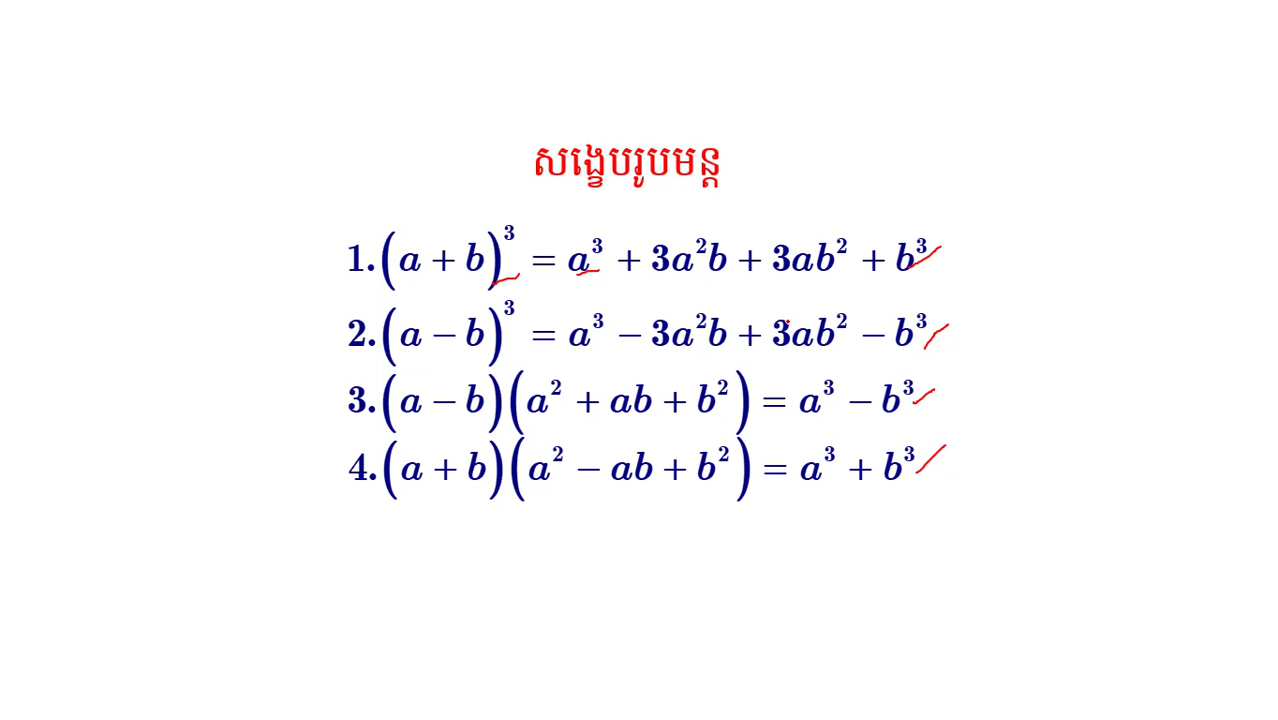 សង្ខេបរូបមន្ត
1.(a + b)³ = a³ + 3a²b + 3ab² + b³
2.(a − b)³ = a³ − 3a²b + 3ab² − b³
3.(a − b)(a² + ab + b²) = a³ − b³
4.(a + b)(a² − ab + b²) = a³ + b³